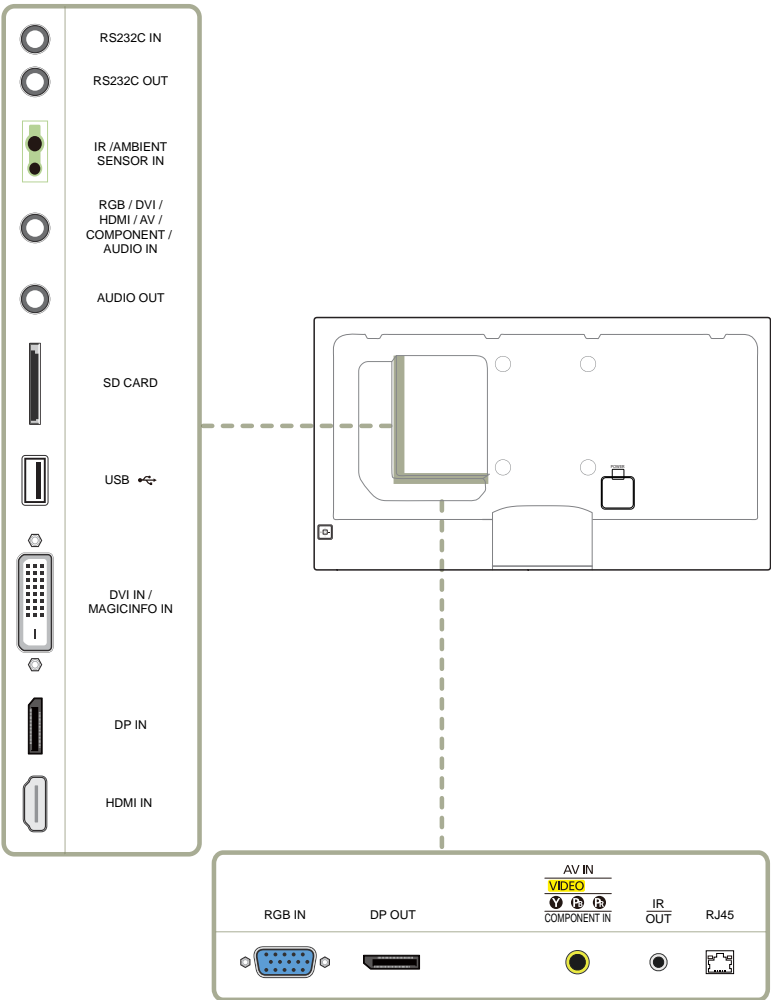 RS232C IN
RS232C OUT
IR /AMBIENT
SENSOR IN
RGB / DVI /
HDMI / AV /
COMPONENT /
AUDIO IN
AUDIO OUT
SD CARD
USB
DVI IN /
MAGICINFO IN
DP IN
HDMI IN
POWER
RGB IN
DP OUT
AV IN
VIDEO
Y PB PR
COMPONENT IN
IR
OUT
RJ45